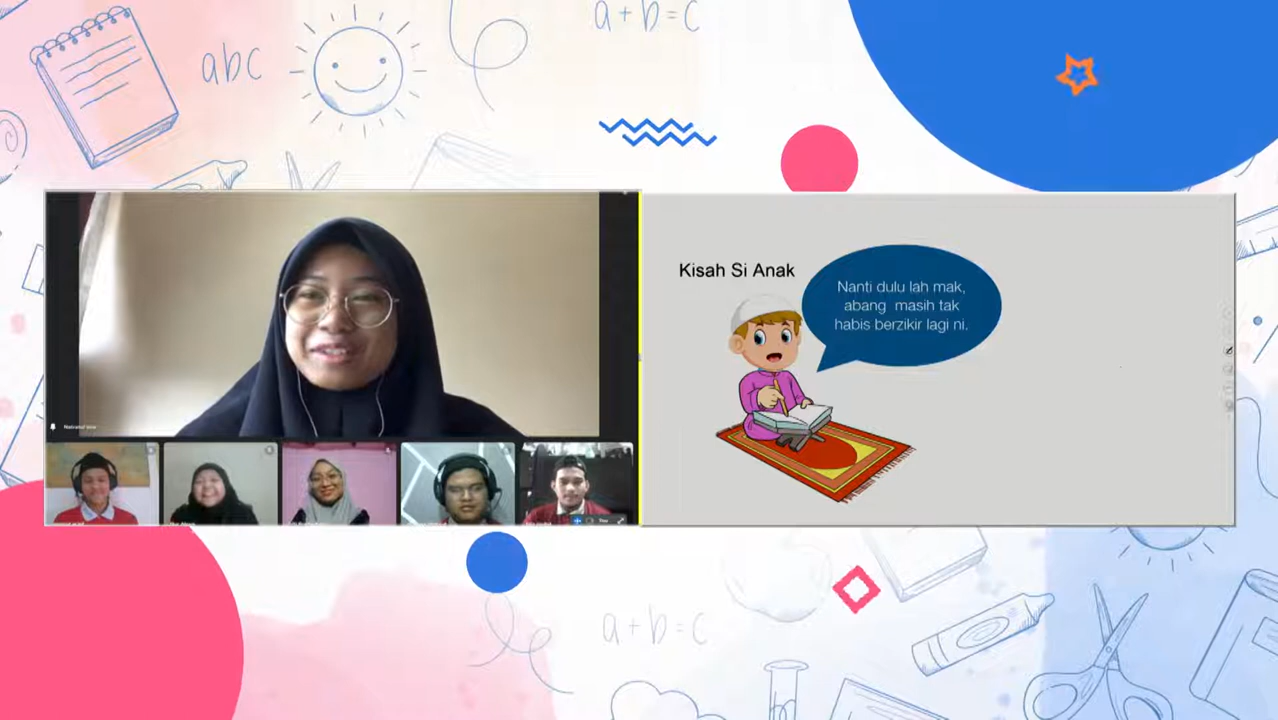 a + b = c
abc
Kisah Si Anak
Nanti dulu lah mak,
abang masih tak
habis berzikir lagi ni.
a + b = c